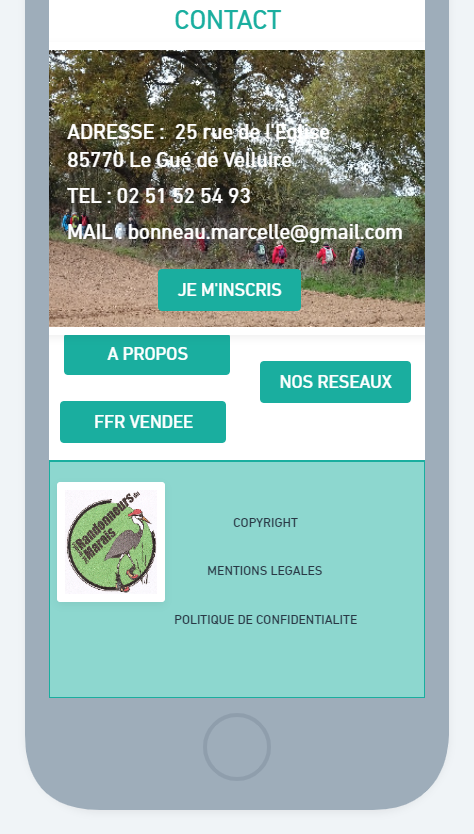 CONTACT
ADRESSE : 25 rue de l'Eglise
85770 Le Gué de Velluire
TEL : 02 51 52 54 93
MAIL : bonneau.marcelle@gmail.com
JE M'INSCRIS
A PROPOS
NOS RESEAUX
FFR VENDEE
Randonneurs du
Marais
COPYRIGHT
MENTIONS LEGALES
POLITIQUE DE CONFIDENTIALITE